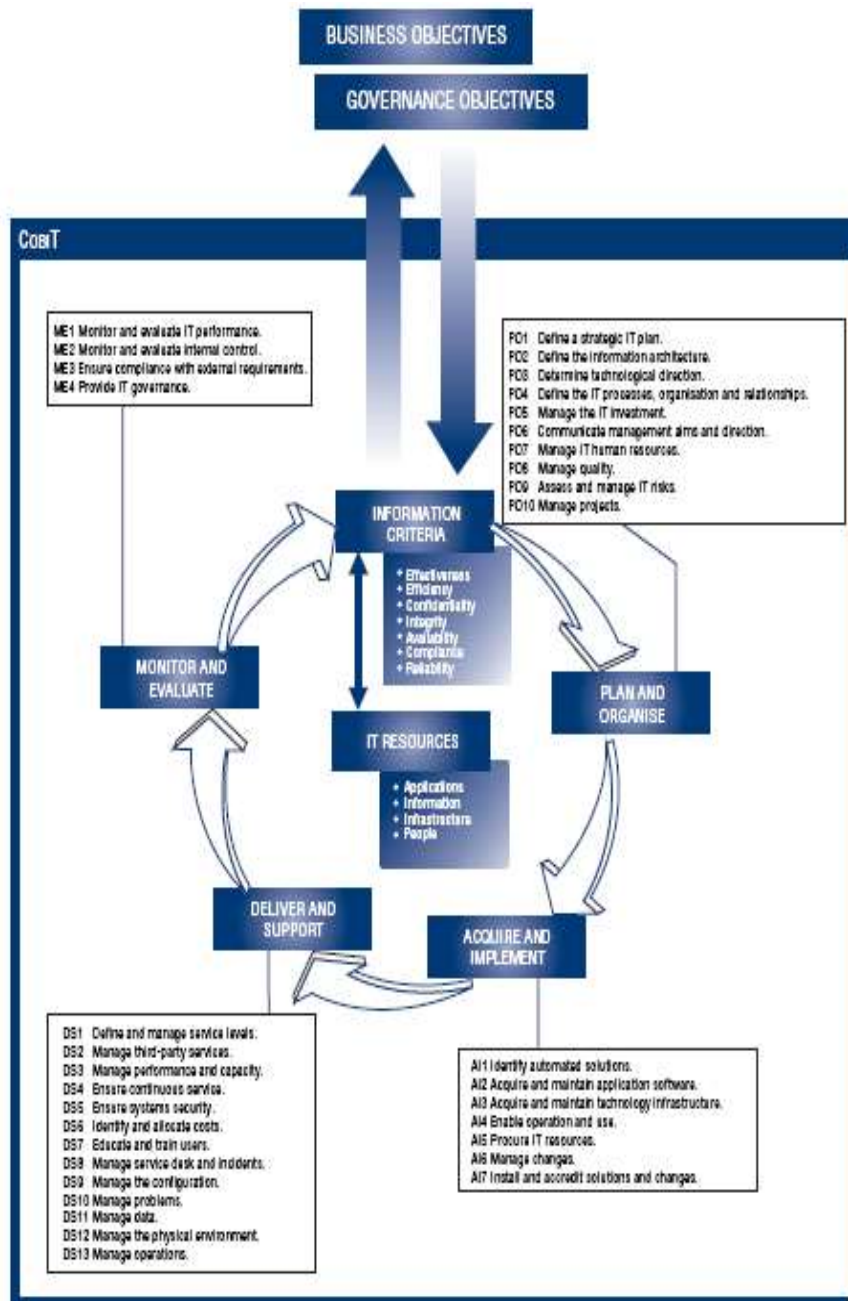 BUSINESS OBJECTIVES
GOVERNANCE OBJECTIVES
COBIT
ME1 Monitor and evaluate IT performance.
ME2 Monitor and evaluate internal control.
ME3 Ensure compliance with external requirements.
ME4 Provide IT governance.
PO1 Define a strategic IT plan.
PO2 Define the information architecture.
PO3 Determine technological direction.
PO4 Define the IT processes, organisation and relationships.
PO5 Manage the IT investment.
PO6 Communicate management aims and direction.
PO7 Manage IT human resources.
PO8 Manage quality.
PO9 Assess and manage IT risks.
PO10 Manage projects.
INFORMATION
CRITERIA
• Effectiveness
• Efficiency
• Confidentiality
• Integrity
• Availability
• Compliance
• Reliability
MONITOR AND
EVALUATE
PLAN AND
ORGANISE
IT RESOURCES
• Applications
• Information
• Infrastructure
• People
DELIVER AND
SUPPORT
ACQUIRE AND
IMPLEMENT
DS1 Define and manage service levels.
DS2 Manage third-party services.
DS3 Manage performance and capacity.
DS4 Ensure continuous service.
DS5 Ensure systems security.
DS6 Identify and allocate costs.
DS7 Educate and train users.
DS8 Manage service desk and incidents.
DS9 Manage the configuration.
DS10 Manage problems.
DS11 Manage data.
DS12 Manage the physical environment.
DS13 Manage operations.
AI1 Identify automated solutions.
AI2 Acquire and maintain application software.
AI3 Acquire and maintain technology infrastructure.
AI4 Enable operation and use.
AI5 Procure IT resources.
AI6 Manage changes.
AI7 Install and accredit solutions and changes.